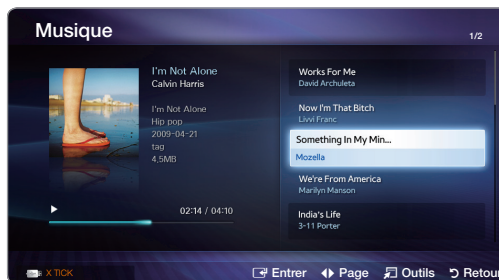 Musique
1/2
I'm Not Alone
Calvin Harris
I'm Not Alone
Hip pop
2009-04-21
tag
4,5MB
02:14 / 04:10
Works For Me
David Archuleta
Now I'm That Bitch
Livvi Franc
Something In My Min...
Mozella
We're From America
Marilyn Manson
India's Life
3-11 Porter
X TICK
Entrer Page Outils Retour